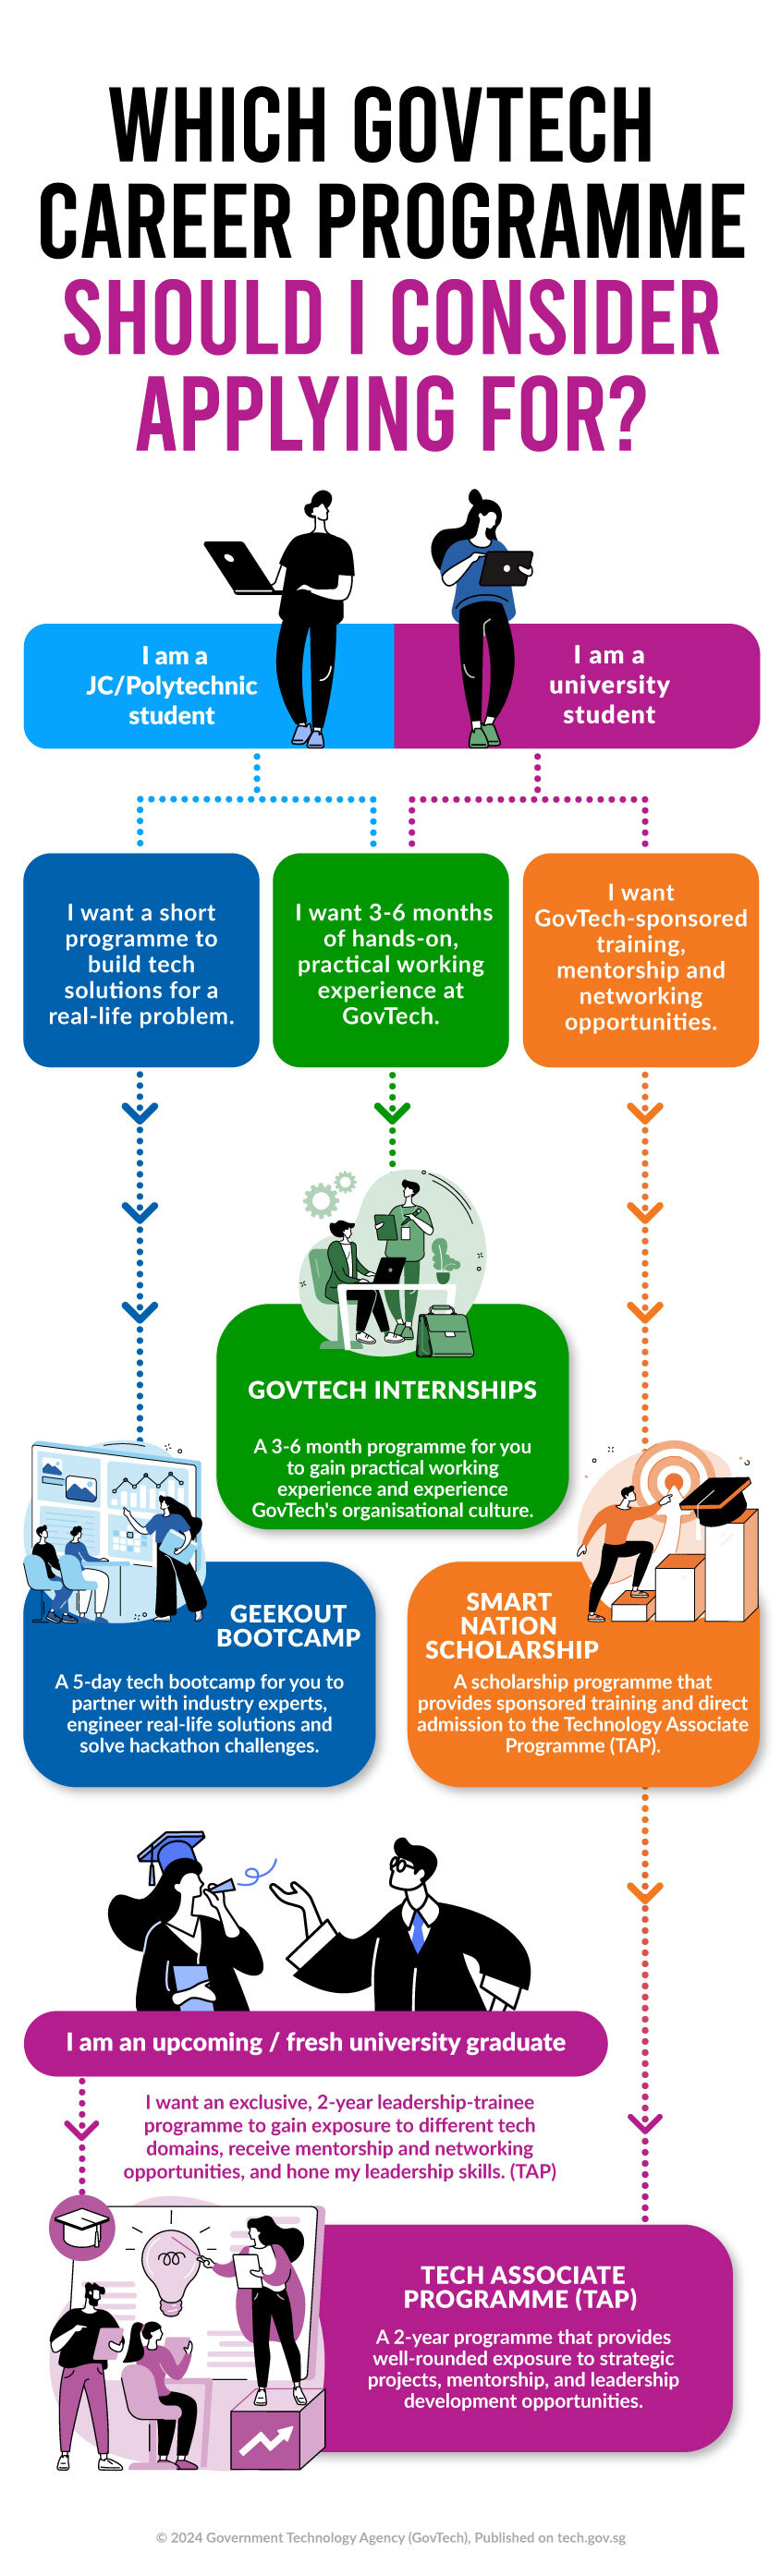 WHICH GOVTECH
CAREER PROGRAMME
SHOULD I CONSIDER
APPLYING FOR?
I am a
JC/Polytechnic
student
I am a
university
student
I want a short
programme to
build tech
solutions for a
real-life problem.
I want 3-6 months
of hands-on,
practical working
experience at
GovTech.
I want
GovTech-sponsored
training,
mentorship and
networking
opportunities.
GOVTECH INTERNSHIPS
A 3-6 month programme for you
to gain practical working
experience and experience
GovTech's organisational culture.
GEEKOUT
BOOTCAMP
A 5-day tech bootcamp for you to
partner with industry experts,
engineer real-life solutions and
solve hackathon challenges.
SMART
NATION
SCHOLARSHIP
A scholarship programme that
provides sponsored training and direct
admission to the Technology Associate
Programme (TAP).
I am an upcoming / fresh university graduate
I want an exclusive, 2-year leadership-trainee
programme to gain exposure to different tech
domains, receive mentorship and networking
opportunities, and hone my leadership skills. (TAP)
TECH ASSOCIATE
PROGRAMME (TAP)
A 2-year programme that provides
well-rounded exposure to strategic
projects, mentorship, and leadership
development opportunities.
© 2024 Government Technology Agency (GovTech), Published on tech.gov.sg